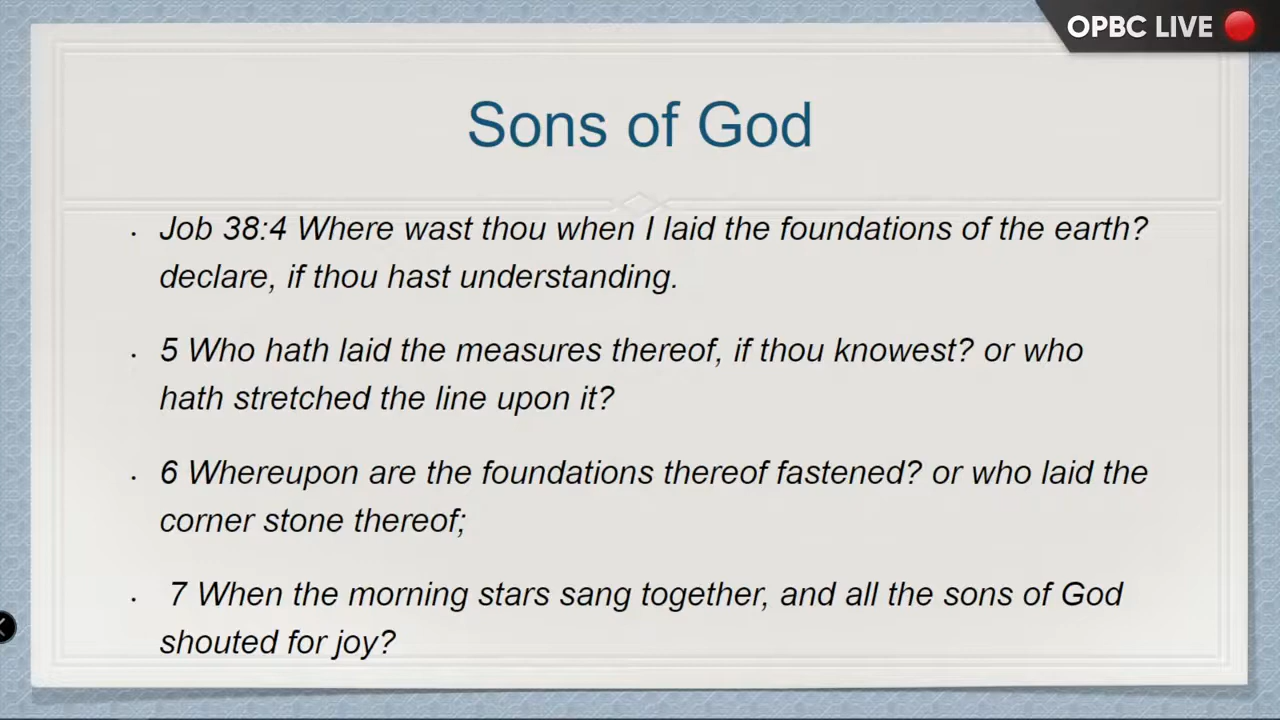 OPBC LIVE
Sons of God
• Job 38:4 Where wast thou when I laid the foundations of the earth?
declare, if thou hast understanding.
• 5 Who hath laid the measures thereof, if thou knowest? or who
hath stretched the line upon it?
• 6 Whereupon are the foundations thereof fastened? or who laid the
corner stone thereof;
• 7 When the morning stars sang together, and all the sons of God
shouted for joy?